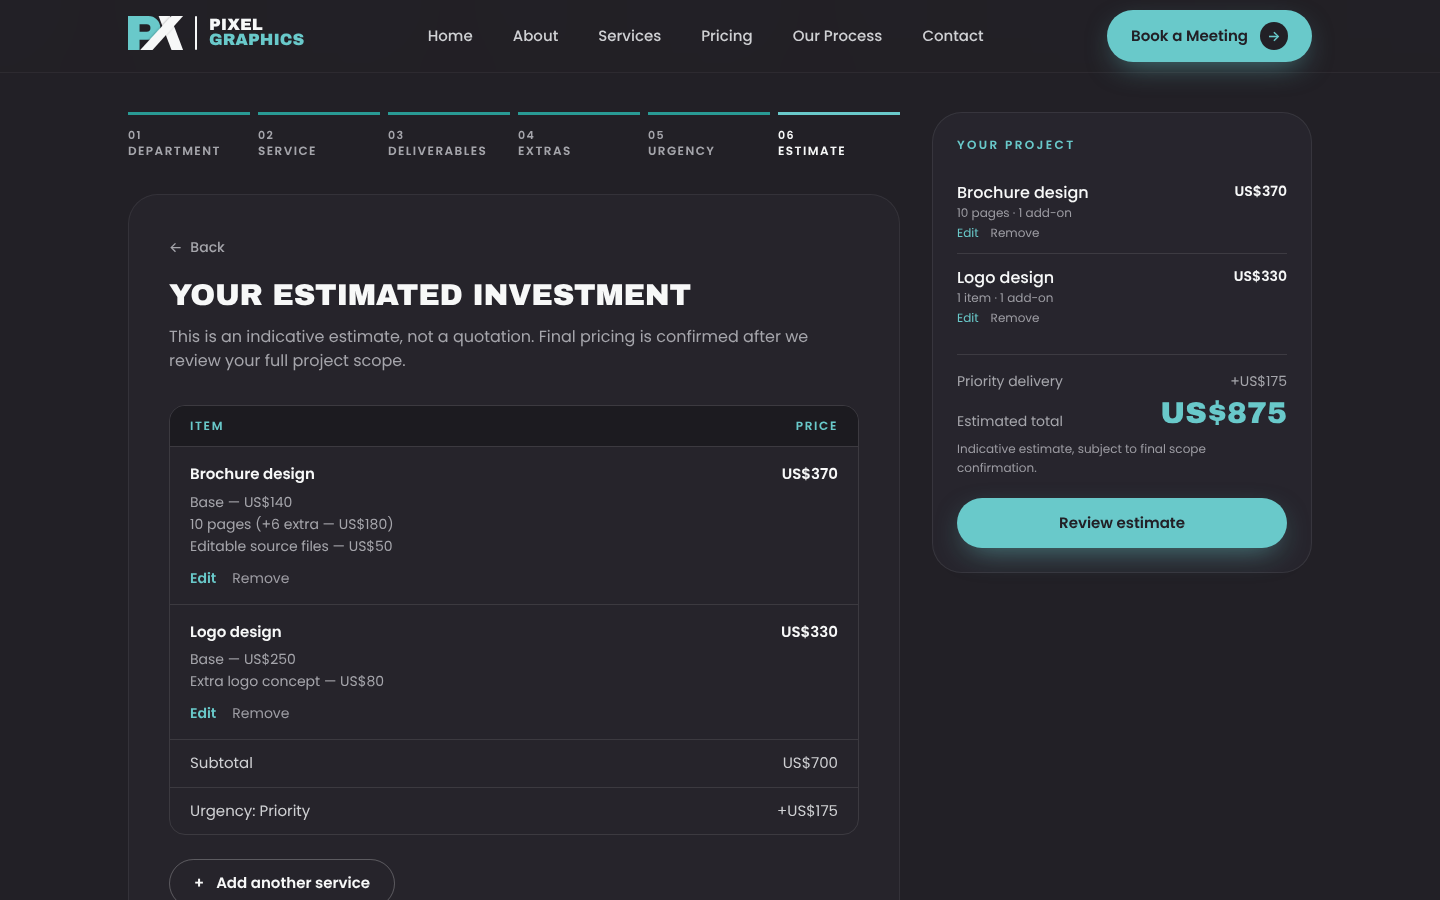 PX PIXEL
GRAPHICS
Home About Services Pricing Our Process Contact
Book a Meeting →
01
DEPARTMENT
02
SERVICE
03
DELIVERABLES
04
EXTRAS
05
URGENCY
06
ESTIMATE
← Back
YOUR ESTIMATED INVESTMENT
This is an indicative estimate, not a quotation. Final pricing is confirmed after we
review your full project scope.
ITEM PRICE
Brochure design US$370
Base — US$140
10 pages (+6 extra — US$180)
Editable source files — US$50
Edit Remove
Logo design US$330
Base — US$250
Extra logo concept — US$80
Edit Remove
Subtotal US$700
Urgency: Priority +US$175
+ Add another service
YOUR PROJECT
Brochure design US$370
10 pages · 1 add-on
Edit Remove
Logo design US$330
1 item · 1 add-on
Edit Remove
Priority delivery +US$175
Estimated total US$875
Indicative estimate, subject to final scope
confirmation.
Review estimate